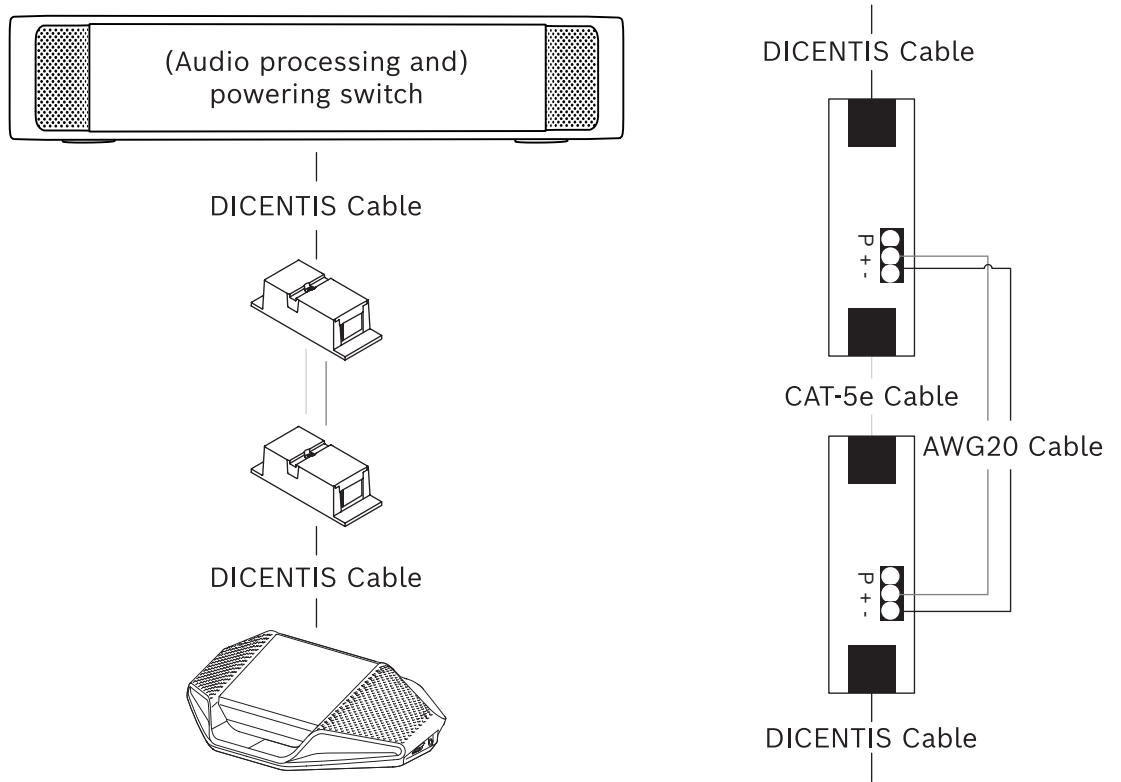 (Audio processing and)
powering switch
DICENTIS Cable
DICENTIS Cable
DICENTIS Cable
P + -
CAT-5e Cable
AWG20 Cable
P + -
DICENTIS Cable